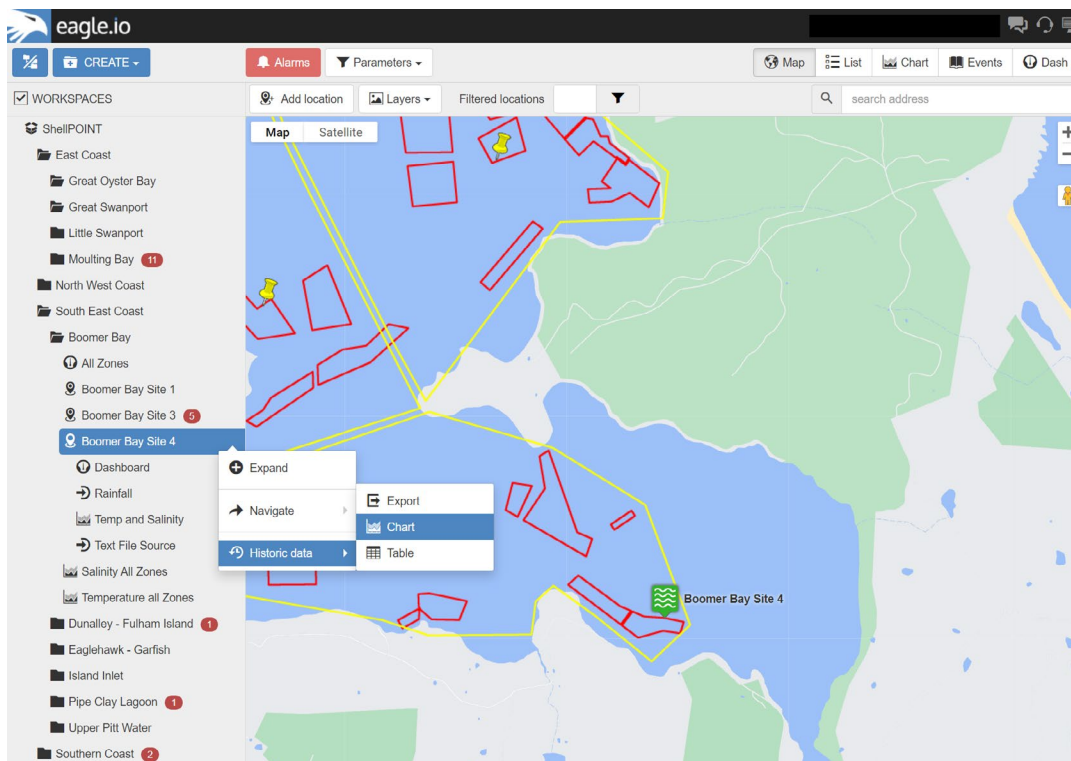 eagle.io
CREATE
Alarms
Parameters
Map
List
Chart
Events
Dash
WORKSPACES
Add location
Layers
Filtered locations
search address
ShellPOINT
East Coast
Great Oyster Bay
Great Swanport
Little Swanport
Moulting Bay 11
North West Coast
South East Coast
Boomer Bay
All Zones
Boomer Bay Site 1
Boomer Bay Site 3 5
Boomer Bay Site 4
Dashboard
Rainfall
Temp and Salinity
Text File Source
Salinity All Zones
Temperature all Zones
Dunalley - Fulham Island 1
Eaglehawk - Garfish
Island Inlet
Pipe Clay Lagoon 1
Upper Pitt Water
Southern Coast 2
Map
Satellite
Expand
Navigate
Historic data
Export
Chart
Table
Boomer Bay Site 4